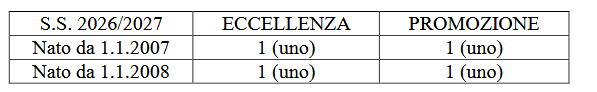 S.S. 2026/2027 ECCELLENZA PROMOZIONE
Nato da 1.1.2007 1 (uno) 1 (uno)
Nato da 1.1.2008 1 (uno) 1 (uno)